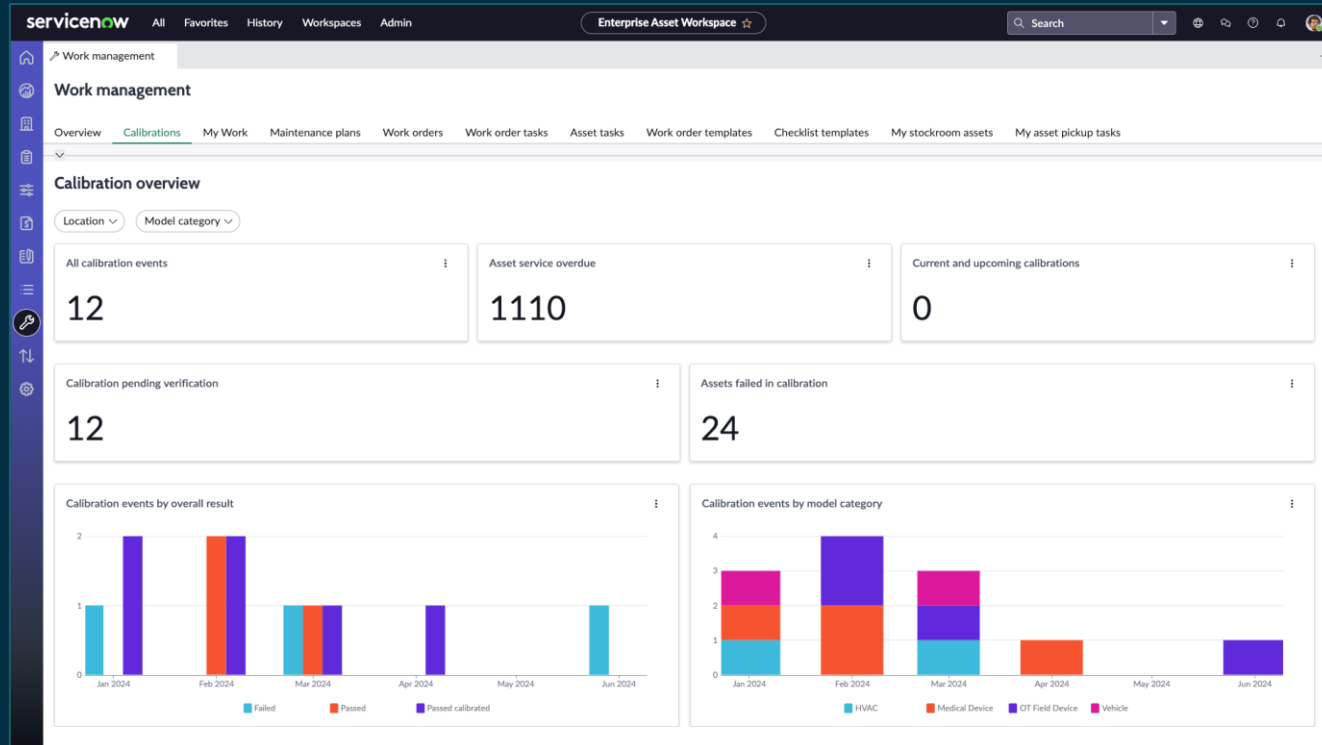 servicenow All Favorites History Workspaces Admin Enterprise Asset Workspace Search
Work management
Work management
Overview Calibrations My Work Maintenance plans Work orders Work order tasks Asset tasks Work order templates Checklist templates My stockroom assets My asset pickup tasks
Calibration overview
Location Model category
All calibration events Asset service overdue Current and upcoming calibrations
12 1110 0
Calibration pending verification Assets failed in calibration
12 24
Calibration events by overall result
2
1
0
Jan 2024 Feb 2024 Mar 2024 Apr 2024 May 2024 Jun 2024
Failed Passed Passed calibrated
Calibration events by model category
4
3
2
1
0
Jan 2024 Feb 2024 Mar 2024 Apr 2024 May 2024 Jun 2024
HVAC Medical Device OT Field Device Vehicle